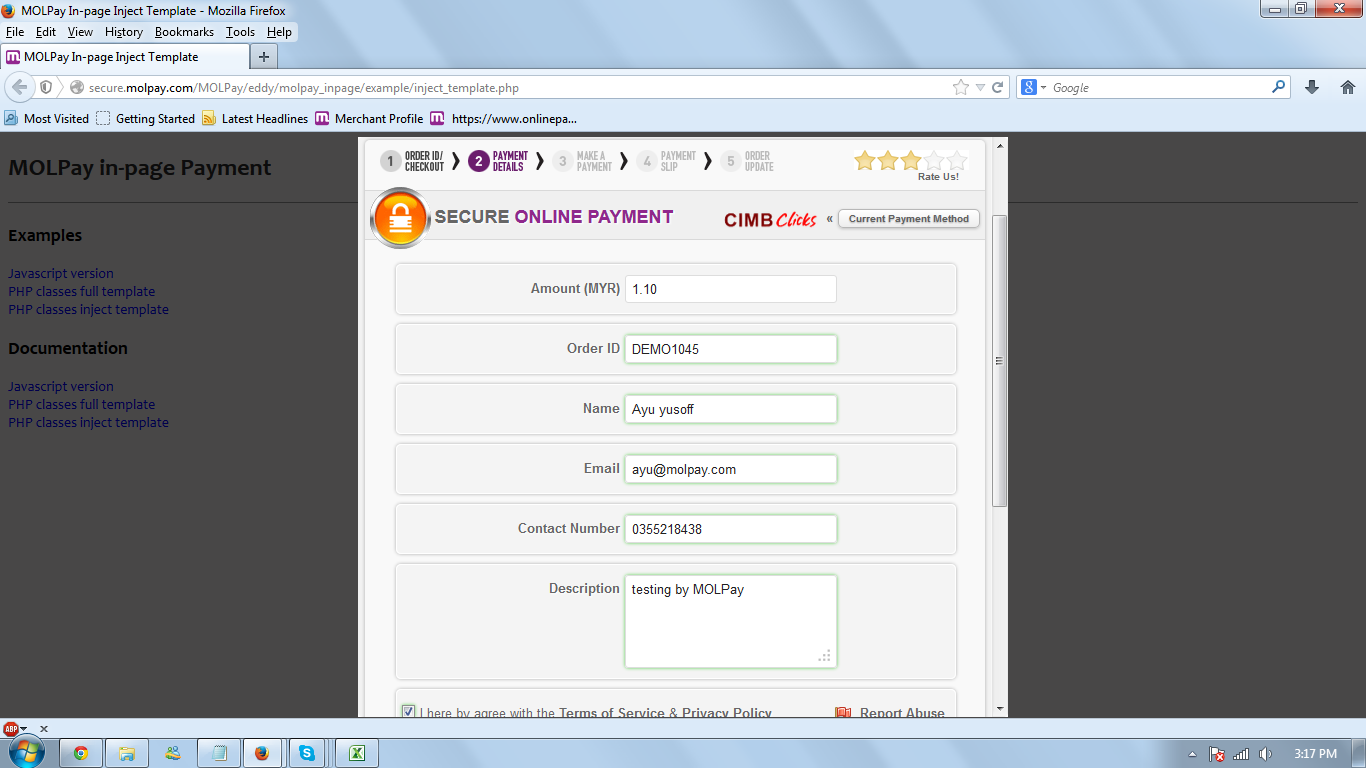 MOLPay In-page Inject Template - Mozilla Firefox
File Edit View History Bookmarks Tools Help
MOLPay In-page Inject Template
secure.molpay.com/MOLPay/eddy/molpay_inpage/example/inject_template.php
Google
Most Visited Getting Started Latest Headlines Merchant Profile https://www.onlinepa...
MOLPay in-page Payment
Examples
Javascript version
PHP classes full template
PHP classes inject template
Documentation
Javascript version
PHP classes full template
PHP classes inject template
1 ORDER ID/ CHECKOUT 2 PAYMENT DETAILS 3 MAKE A PAYMENT 4 PAYMENT SLIP 5 ORDER UPDATE
Rate Us!
SECURE ONLINE PAYMENT CIMB Clicks « Current Payment Method
Amount (MYR) 1.10
Order ID DEMO1045
Name Ayu yusoff
Email ayu@molpay.com
Contact Number 0355218438
Description testing by MOLPay
I here by agree with the Terms of Service & Privacy Policy Report Abuse
ABP
3:17 PM